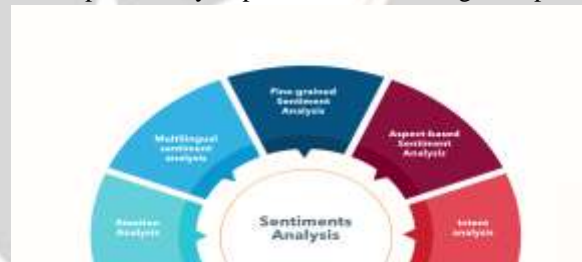 Fine grained
Sentiment
Analysis
Multilingual
sentiment
analysis
Aspect-based
Sentiment
Analysis
Emotion
Analysis
Sentiments
Analysis
Intent
analysis